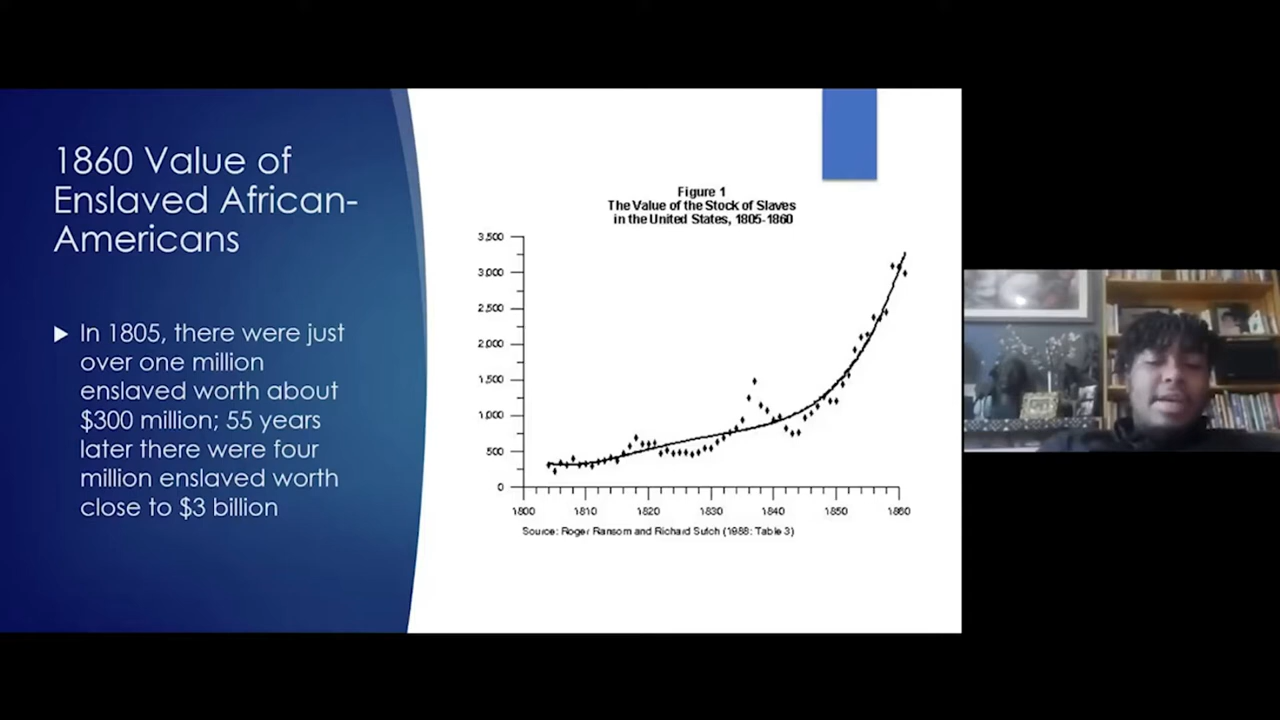 1860 Value of
Enslaved African-
Americans
In 1805, there were just
over one million
enslaved worth about
$300 million; 55 years
later there were four
million enslaved worth
close to $3 billion
Figure 1
The Value of the Stock of Slaves
in the United States, 1805-1860
3,500
3,000
2,500
2,000
1,500
1,000
500
0
1800 1810 1820 1830 1840 1850 1860
Source: Roger Ransom and Richard Sutch (1988: Table 3)